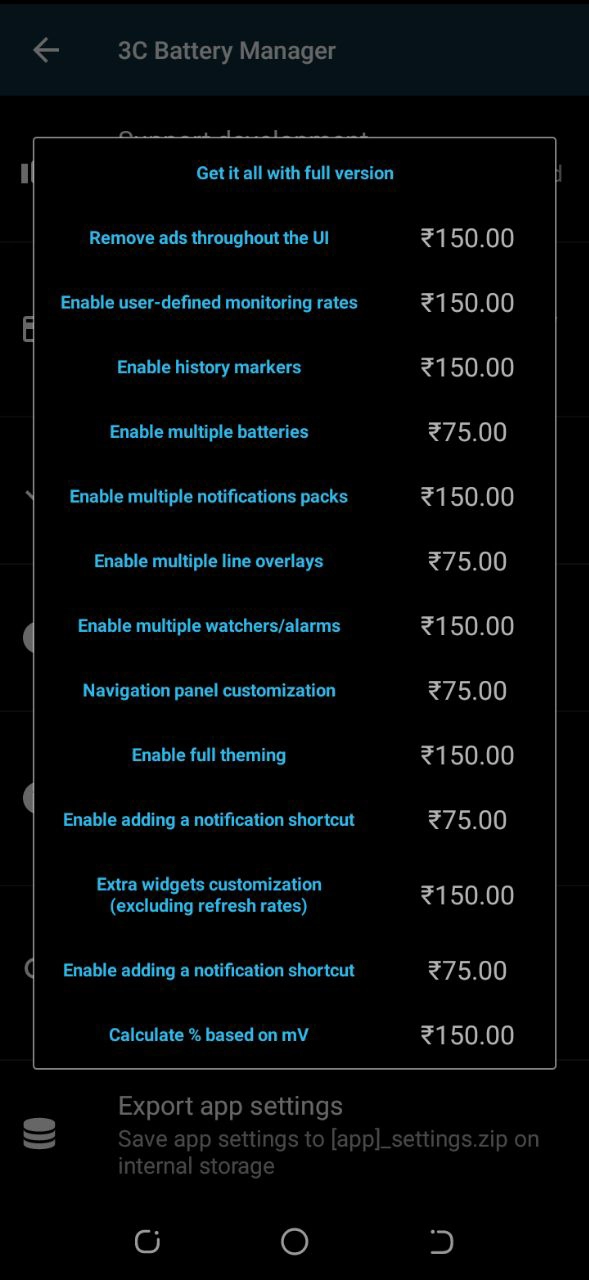 3C Battery Manager
Support development
Get it all with full version
Remove ads throughout the UI ₹150.00
Enable user-defined monitoring rates ₹150.00
Enable history markers ₹150.00
Enable multiple batteries ₹75.00
Enable multiple notifications packs ₹150.00
Enable multiple line overlays ₹75.00
Enable multiple watchers/alarms ₹150.00
Navigation panel customization ₹75.00
Enable full theming ₹150.00
Enable adding a notification shortcut ₹75.00
Extra widgets customization
(excluding refresh rates) ₹150.00
Enable adding a notification shortcut ₹75.00
Calculate % based on mV ₹150.00
Export app settings
Save app settings to [app]_settings.zip on
internal storage